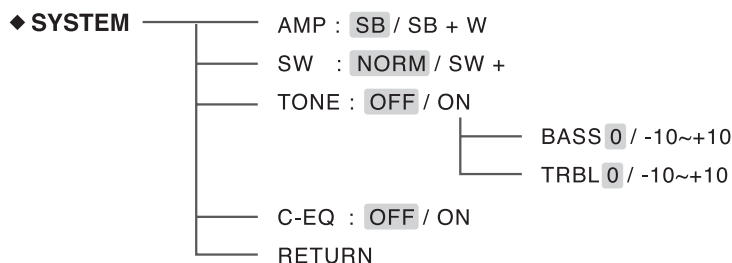 ◆ SYSTEM
AMP : SB / SB + W
SW : NORM / SW +
TONE : OFF / ON
BASS 0 / -10~+10
TRBL 0 / -10~+10
C-EQ : OFF / ON
RETURN